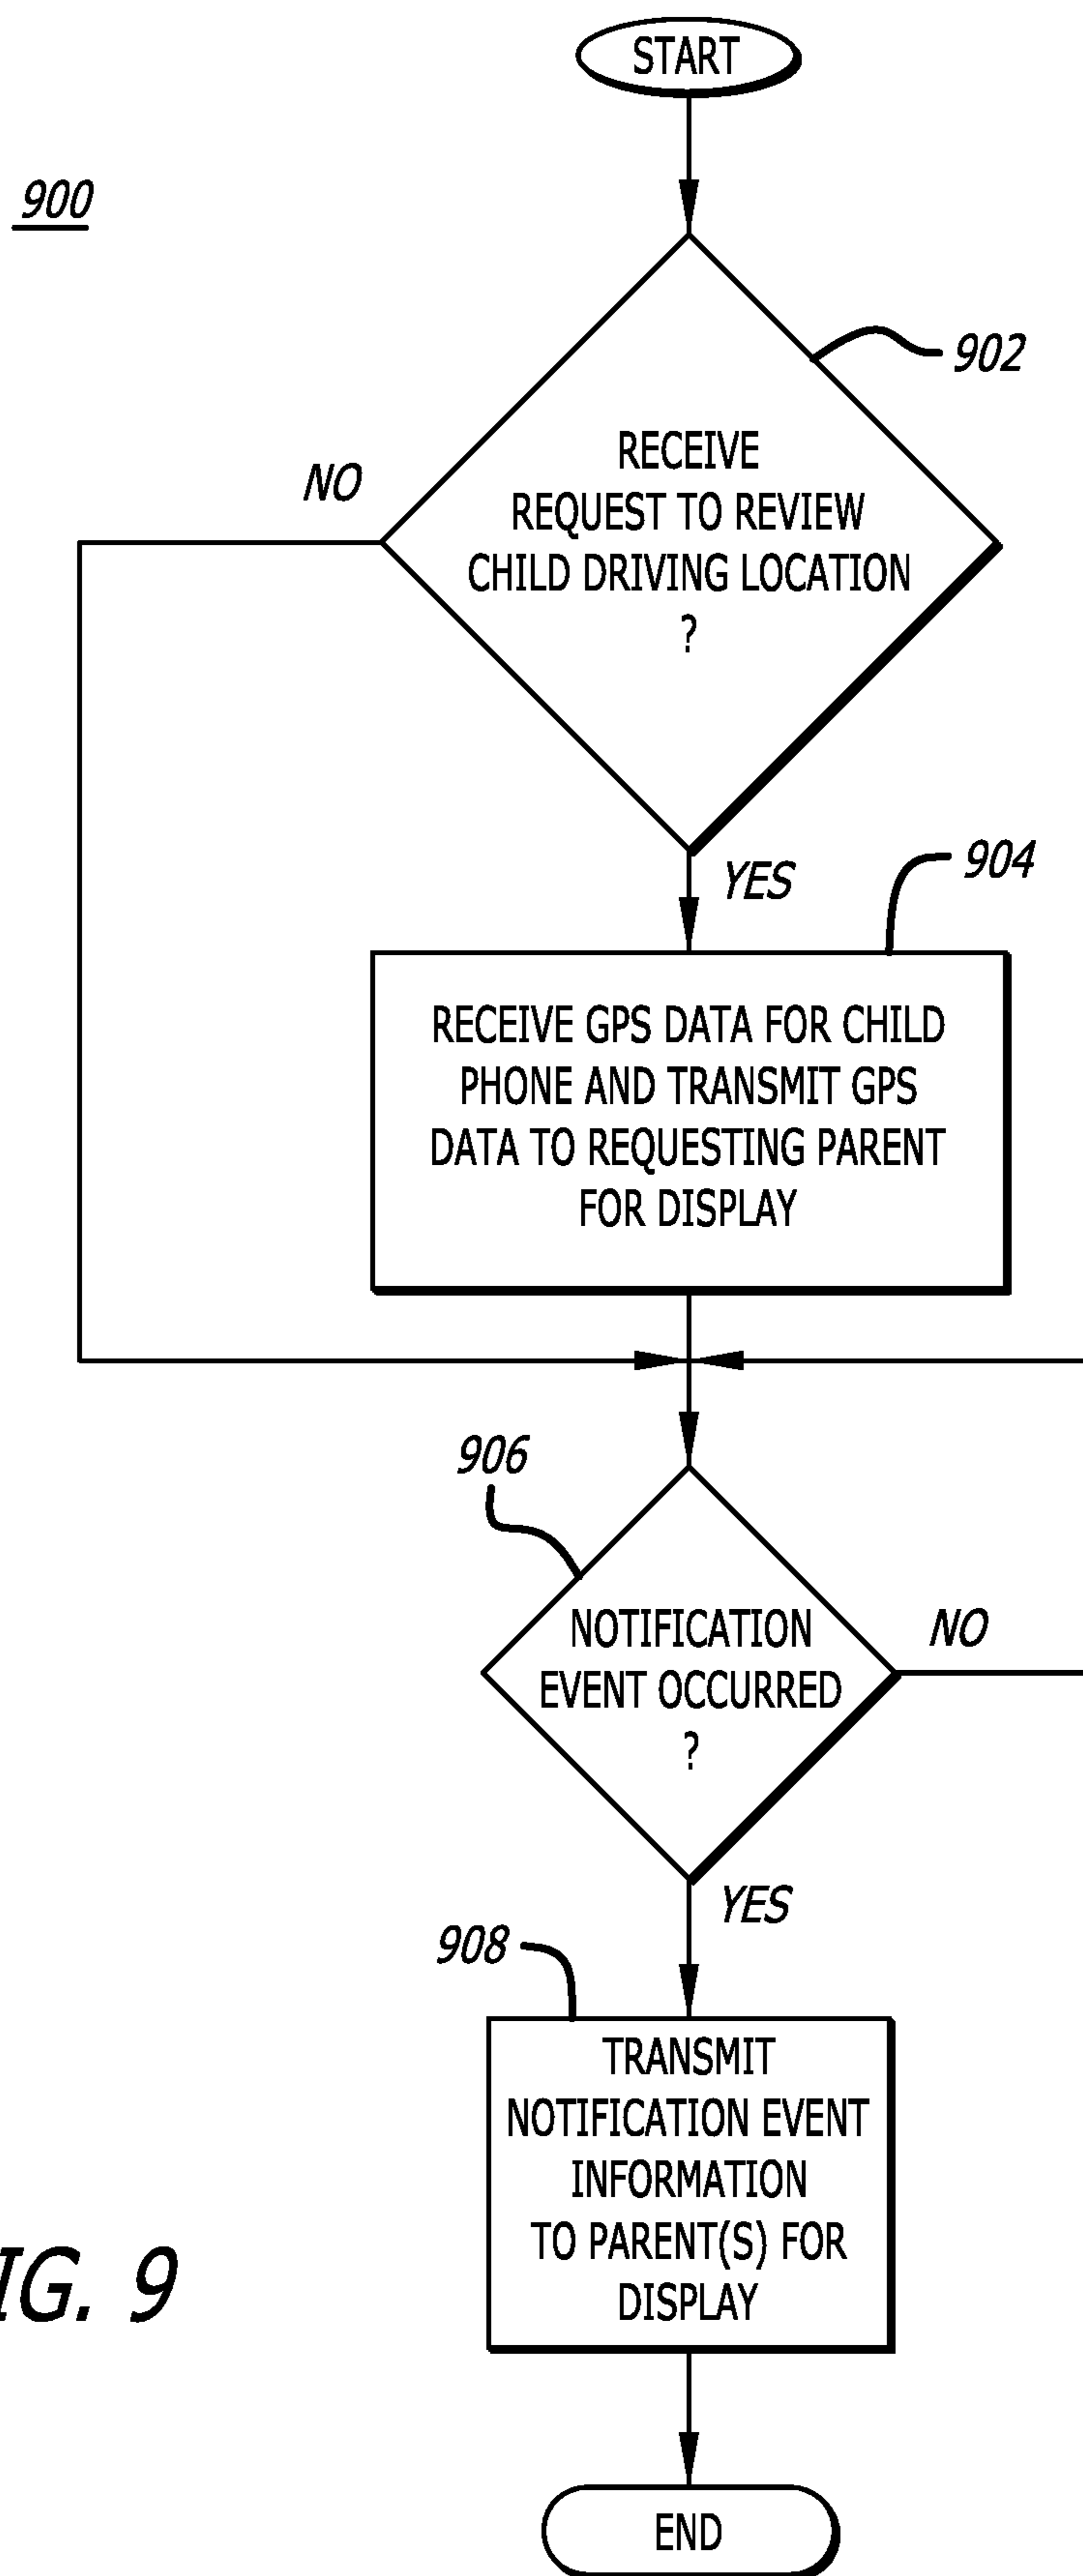 START
900
902
RECEIVE
REQUEST TO REVIEW
CHILD DRIVING LOCATION
?
NO
YES
904
RECEIVE GPS DATA FOR CHILD
PHONE AND TRANSMIT GPS
DATA TO REQUESTING PARENT
FOR DISPLAY
906
NOTIFICATION
EVENT OCCURRED
?
NO
YES
908
TRANSMIT
NOTIFICATION EVENT
INFORMATION
TO PARENT(S) FOR
DISPLAY
IG. 9
END